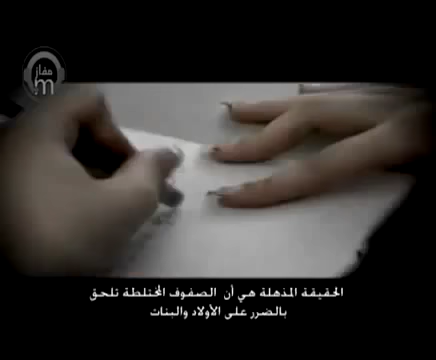 مفاز
m
الحقيقة المذهلة هي أن الصفوف المختلطة تلحق
بالضرر على الأولاد والبنات